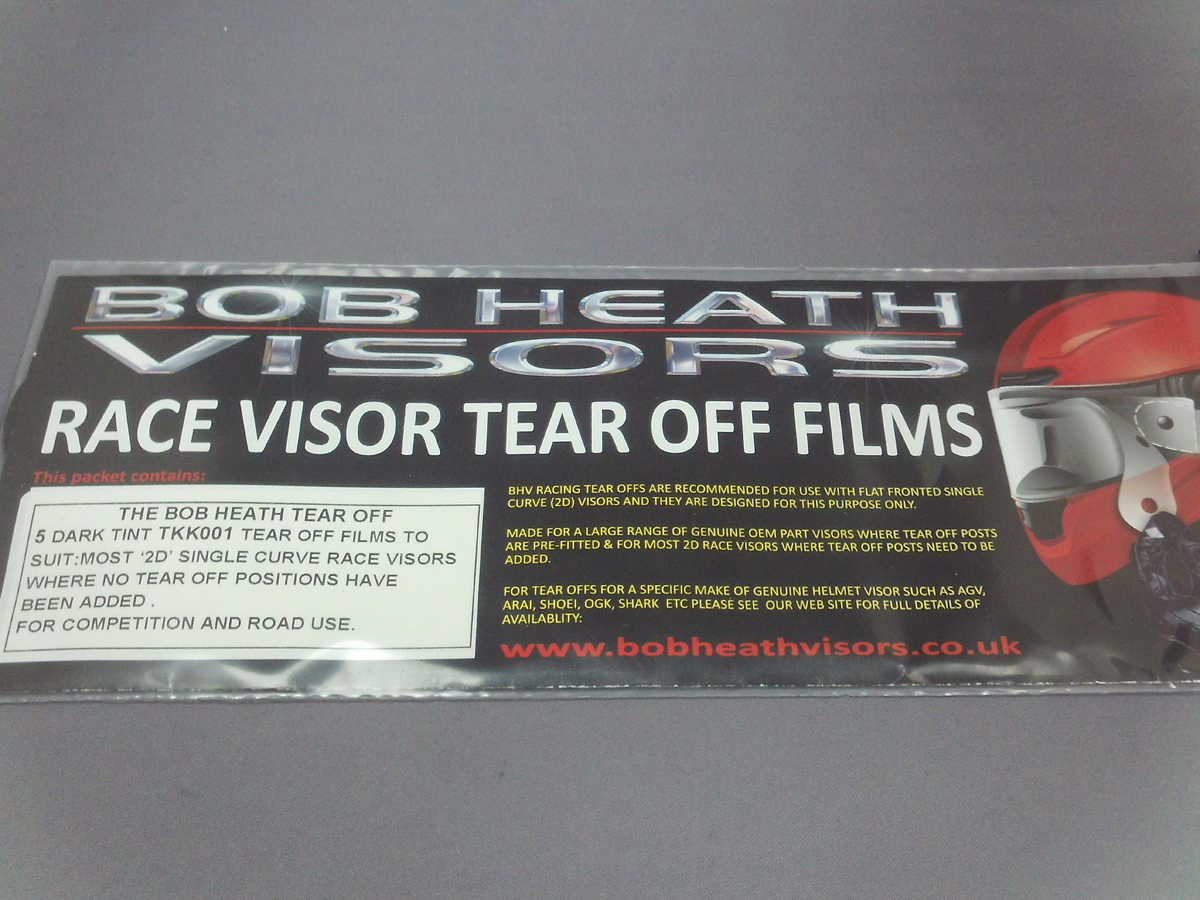 BOB HEATH
VISORS
RACE VISOR TEAR OFF FILMS
This packet contains:
THE BOB HEATH TEAR OFF
5 DARK TINT TKK001 TEAR OFF FILMS TO
SUIT:MOST ‘2D’ SINGLE CURVE RACE VISORS
WHERE NO TEAR OFF POSITIONS HAVE
BEEN ADDED .
FOR COMPETITION AND ROAD USE.
BHV RACING TEAR OFFS ARE RECOMMENDED FOR USE WITH FLAT FRONTED SINGLE
CURVE (2D) VISORS AND THEY ARE DESIGNED FOR THIS PURPOSE ONLY.
MADE FOR A LARGE RANGE OF GENUINE OEM PART VISORS WHERE TEAR OFF POSTS
ARE PRE-FITTED & FOR MOST 2D RACE VISORS WHERE TEAR OFF POSTS NEED TO BE
ADDED.
FOR TEAR OFFS FOR A SPECIFIC MAKE OF GENUINE HELMET VISOR SUCH AS AGV,
ARAI, SHOEI, OGK, SHARK ETC PLEASE SEE OUR WEB SITE FOR FULL DETAILS OF
AVAILABLITY:
www.bobheathvisors.co.uk